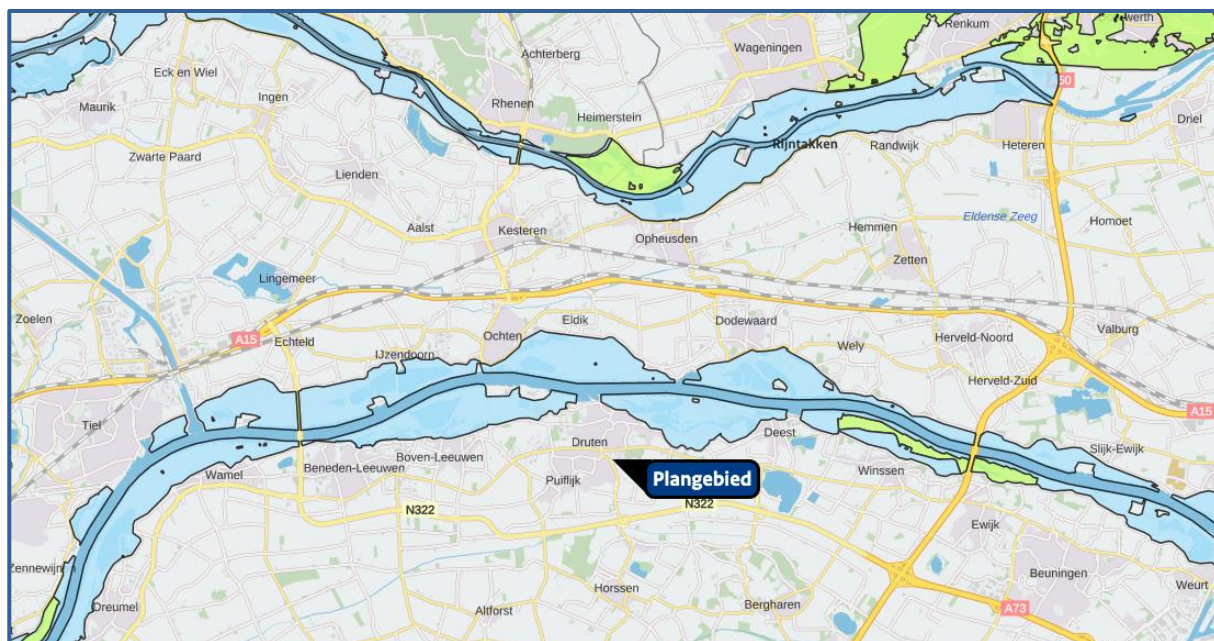 Renkum
Achterberg
Wageningen
Eck en Wiel
Ingen
Maurik
Rhenen
Heimerstein
Driel
Rijntakken
Randwijk
Heteren
Zwarte Paard
Lienden
Aalst
Kesteren
Opheusden
Hemmen
Eldense Zeeg
Homoet
Zetten
Lingemeer
Zoelen
A15
Echteld
IJzendoorn
Ochten
Eldik
Dodewaard
Wely
Herveld-Noord
Valburg
Herveld-Zuid
A15
Tiel
Wamel
Beneden-Leeuwen
Boven-Leeuwen
Druten
Deest
Slijk-Ewijk
Puiflijk
Plangebied
Winssen
N322
N322
Ewijk
Beuningen
Weurt
Horssen
Bergharen
Altforst
Dreumel
A73